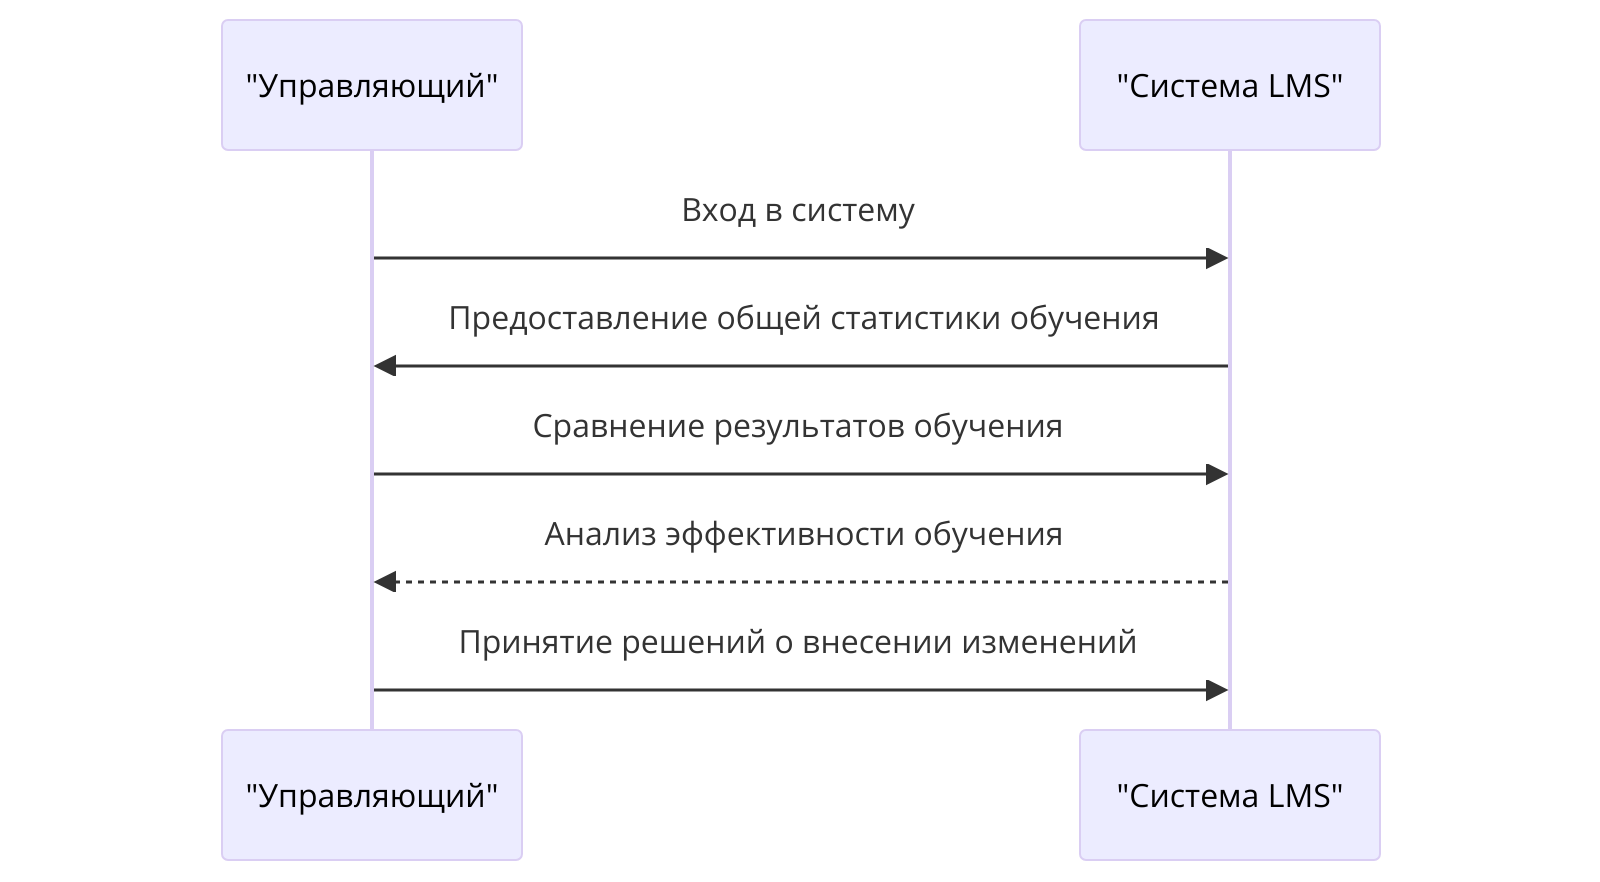 "Управляющий"
"Система LMS"
Вход в систему
Предоставление общей статистики обучения
Сравнение результатов обучения
Анализ эффективности обучения
Принятие решений о внесении изменений
"Управляющий"
"Система LMS"